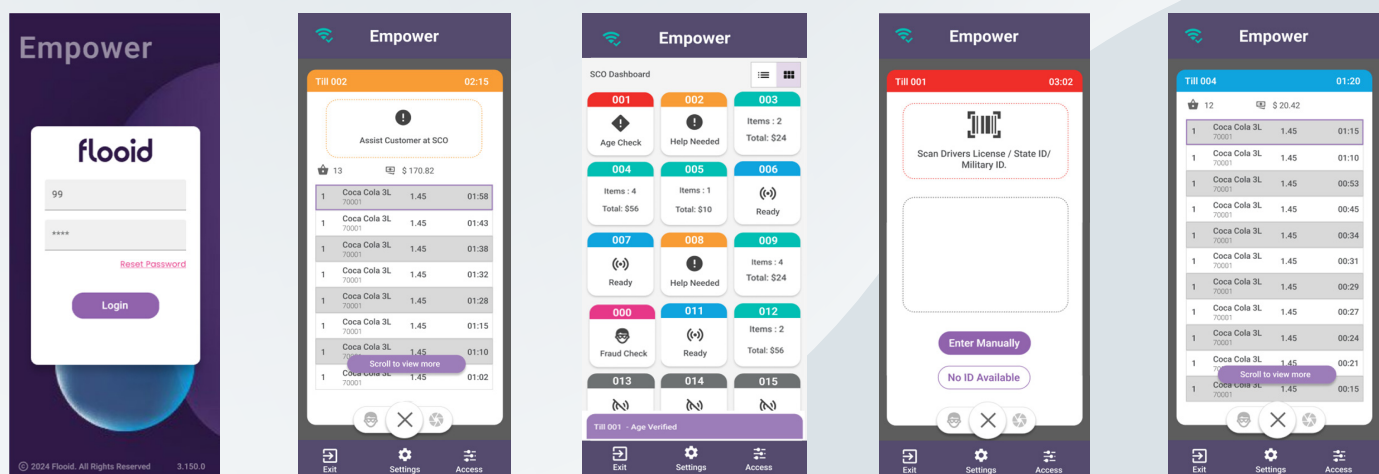 Empower
flooid
99
****
Reset Password
Login
© 2024 Flooid. All Rights Reserved 3.150.0
Empower
Till 002 02:15
Assist Customer at SCO
13 $ 170.82
1 Coca Cola 3L 1.45 01:58
70001
1 Coca Cola 3L 1.45 01:43
70001
1 Coca Cola 3L 1.45 01:38
70001
1 Coca Cola 3L 1.45 01:32
70001
1 Coca Cola 3L 1.45 01:28
70001
1 Coca Cola 3L 1.45 01:15
70001
1 Coca Cola 3L 1.45 01:10
Scroll to view more
1 Coca Cola 3L 1.45 01:02
70001
Exit Settings Access
Empower
SCO Dashboard
001 002 003
Age Check Help Needed Items : 2
Total: $24
004 005 006
Items : 4 Items : 1 Ready
Total: $56 Total: $10
007 008 009
Ready Help Needed Items : 4
Total: $24
000 011 012
Fraud Check Ready Items : 2
Total: $56
013 014 015
Till 001 - Age Verified
Exit Settings Access
Empower
Till 001 03:02
Scan Drivers License / State ID/
Military ID.
Enter Manually
No ID Available
Exit Settings Access
Empower
Till 004 01:20
12 $ 20.42
1 Coca Cola 3L 1.45 01:15
70001
1 Coca Cola 3L 1.45 01:10
70001
1 Coca Cola 3L 1.45 00:53
70001
1 Coca Cola 3L 1.45 00:45
70001
1 Coca Cola 3L 1.45 00:34
70001
1 Coca Cola 3L 1.45 00:31
70001
1 Coca Cola 3L 1.45 00:29
70001
1 Coca Cola 3L 1.45 00:27
70001
1 Coca Cola 3L 1.45 00:24
70001
1 Coca Cola 3L 1.45 00:21
Scroll to view more
1 Coca Cola 3L 1.45 00:15
70001
Exit Settings Access